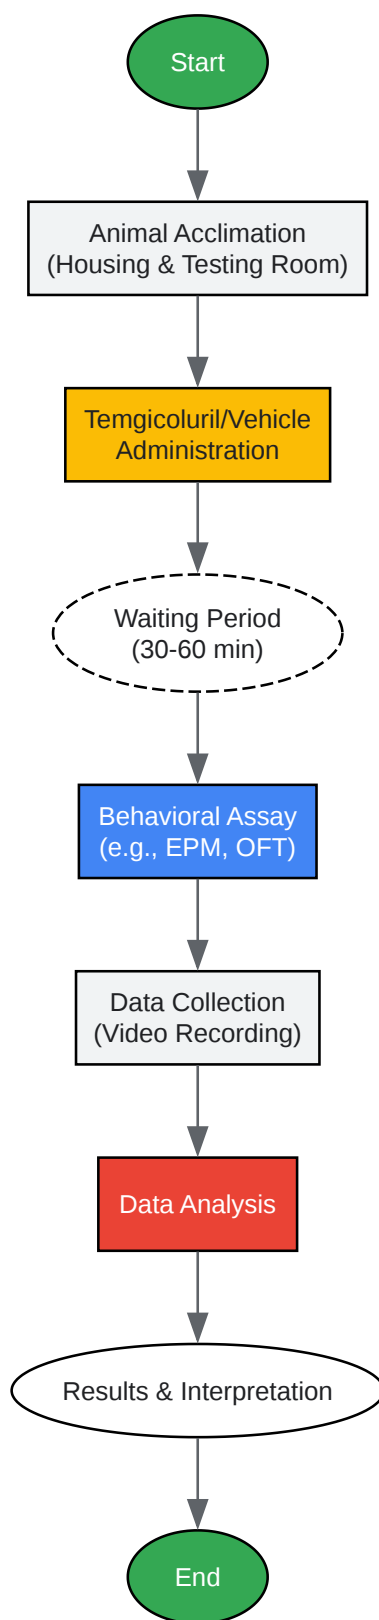 Start
Animal Acclimation
(Housing & Testing Room)
Temgicoluril/Vehicle
Administration
Waiting Period
(30-60 min)
Behavioral Assay
(e.g., EPM, OFT)
Data Collection
(Video Recording)
Data Analysis
Results & Interpretation
End